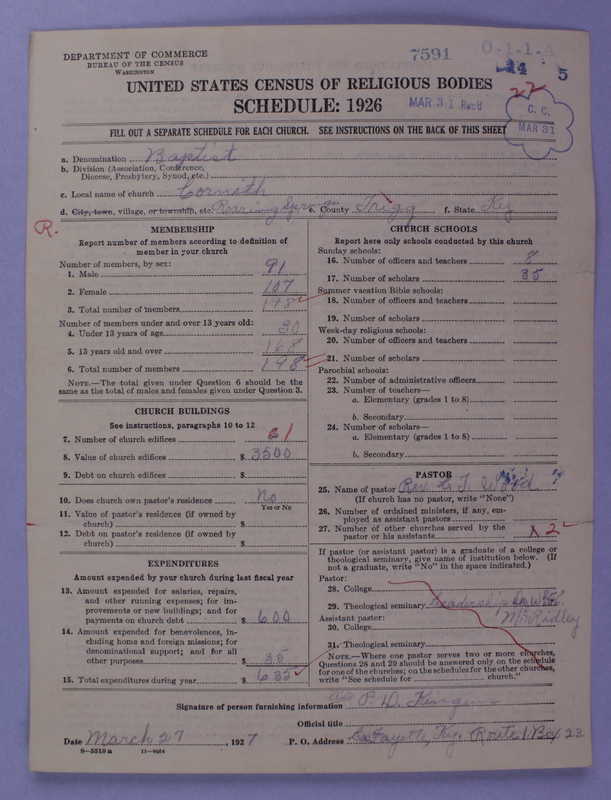 DEPARTMENT OF COMMERCE
BUREAU OF THE CENSUS
WASHINGTON
7591 O-1-1-A
24 5
27
UNITED STATES CENSUS OF RELIGIOUS BODIES
SCHEDULE: 1926
MAR 31 Rec'd
C. C.
MAR 31
FILL OUT A SEPARATE SCHEDULE FOR EACH CHURCH. SEE INSTRUCTIONS ON THE BACK OF THIS SHEET
a. Denomination Baptist
b. Division (Association, Conference, Diocese, Presbytery, Synod, etc.)
c. Local name of church Cornith
d. City, town, village, or township, etc. Roaring Springs e. County Trigg f. State Ky
R.
MEMBERSHIP
Report number of members according to definition of
member in your church
Number of members, by sex:
1. Male 91
2. Female 107
3. Total number of members 198
Number of members under and over 13 years old:
4. Under 13 years of age 30
5. 13 years old and over 168
6. Total number of members 198
NOTE.—The total given under Question 6 should be the
same as the total of males and females given under Question 3.
CHURCH BUILDINGS
See instructions, paragraphs 10 to 12
7. Number of church edifices 1
8. Value of church edifices $3500
9. Debt on church edifices $
10. Does church own pastor's residence No
Yes or No
11. Value of pastor's residence (if owned by
church) $
12. Debt on pastor's residence (if owned by
church) $
EXPENDITURES
Amount expended by your church during last fiscal year
13. Amount expended for salaries, repairs,
and other running expenses; for im-
provements or new buildings; and for
payments on church debt $ 600
14. Amount expended for benevolences, in-
cluding home and foreign missions; for
denominational support; and for all
other purposes 35
15. Total expenditures during year $ 635
CHURCH SCHOOLS
Report here only schools conducted by this church
Sunday schools:
16. Number of officers and teachers 8
17. Number of scholars 35
Summer vacation Bible schools:
18. Number of officers and teachers
19. Number of scholars
Week-day religious schools:
20. Number of officers and teachers
21. Number of scholars
Parochial schools:
22. Number of administrative officers
23. Number of teachers—
a. Elementary (grades 1 to 8)
b. Secondary
24. Number of scholars—
a. Elementary (grades 1 to 8)
b. Secondary
PASTOR
25. Name of pastor Rev. L. T. Wood
(If church has no pastor, write "None")
26. Number of ordained ministers, if any, em-
ployed as assistant pastors
27. Number of other churches served by the
pastor or his assistants 2
If pastor (or assistant pastor) is a graduate of a college or
theological seminary, give name of institution below. (If
not a graduate, write "No" in the space indicated.)
Pastor:
28. College
29. Theological seminary Leadership
Assistant pastor: Mr. Ridley
30. College
31. Theological seminary
NOTE.—Where one pastor serves two or more churches,
Questions 28 and 29 should be answered only on the schedule
for one of the churches; on the schedules for the other churches,
write "See schedule for church."
Signature of person furnishing information P. D. King
Official title
Date March 27, 1927 P. O. Address LaFayette, Ky. Route 1. Box 23.
8—5518 a 11—9064